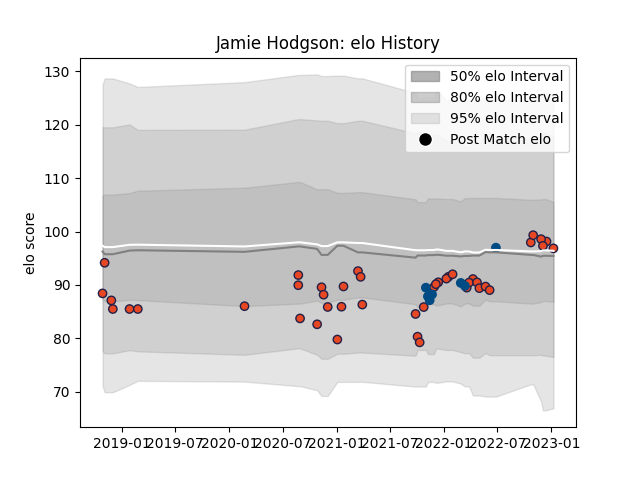 Jamie Hodgson: elo History
50% elo Interval
80% elo Interval
95% elo Interval
Post Match elo
elo score
130
120
110
100
90
80
70
2019-01 2019-07 2020-01 2020-07 2021-01 2021-07 2022-01 2022-07 2023-01